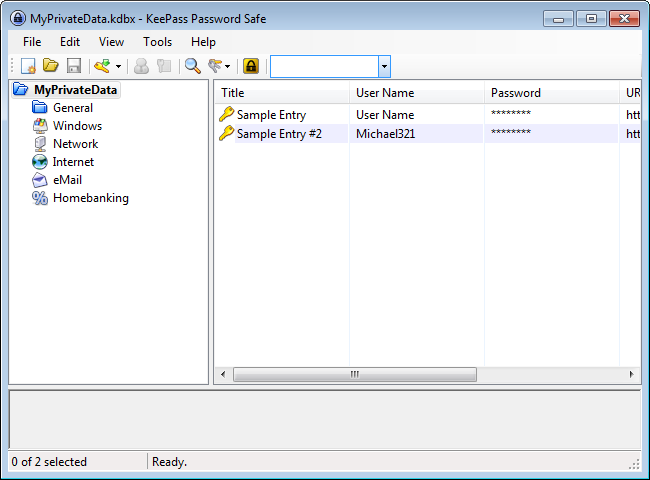 MyPrivateData.kdbx - KeePass Password Safe
File Edit View Tools Help
MyPrivateData
General
Windows
Network
Internet
eMail
Homebanking
Title User Name Password UR
Sample Entry User Name ******** htt
Sample Entry #2 Michael321 ******** htt
0 of 2 selected Ready.